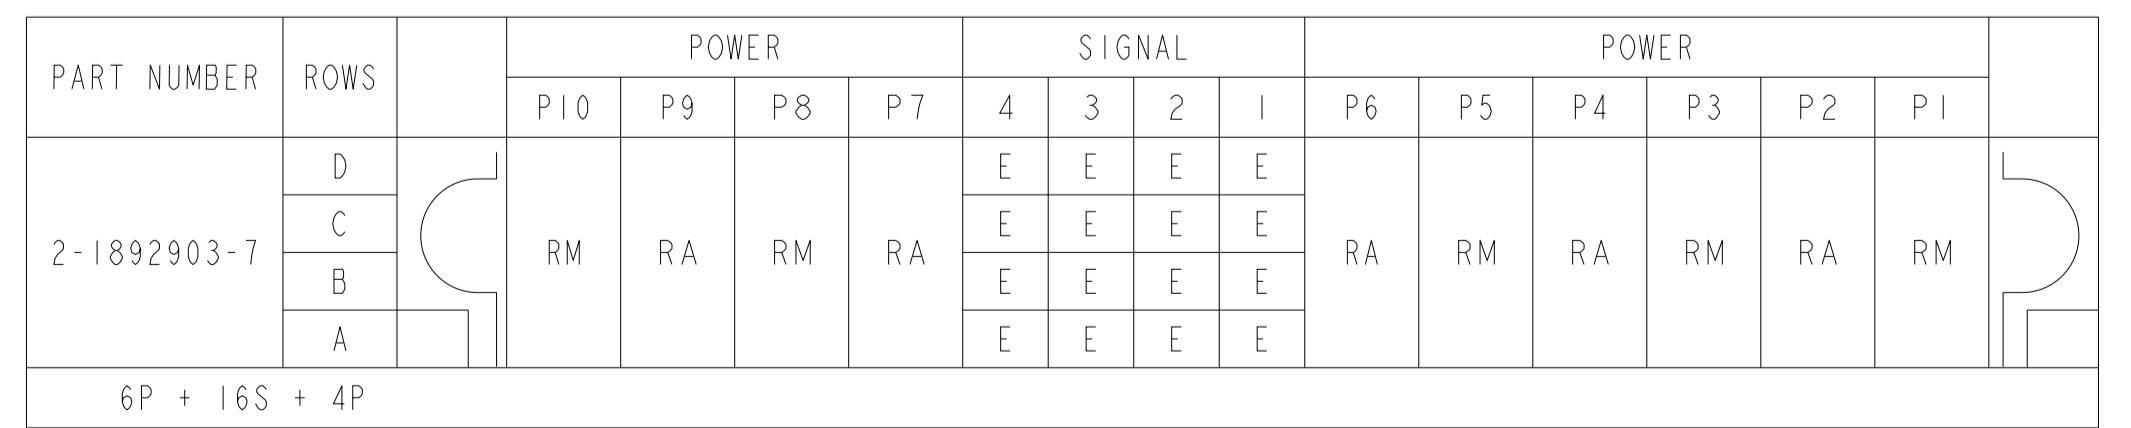 POWER SIGNAL POWER
PART NUMBER ROWS
P10 P9 P8 P7 4 3 2 1 P6 P5 P4 P3 P2 P1
D E E E E
C E E E E
2-1892903-7 RM RA RM RA RA RM RA RM RA RM
B E E E E
A E E E E
6P + 16S + 4P